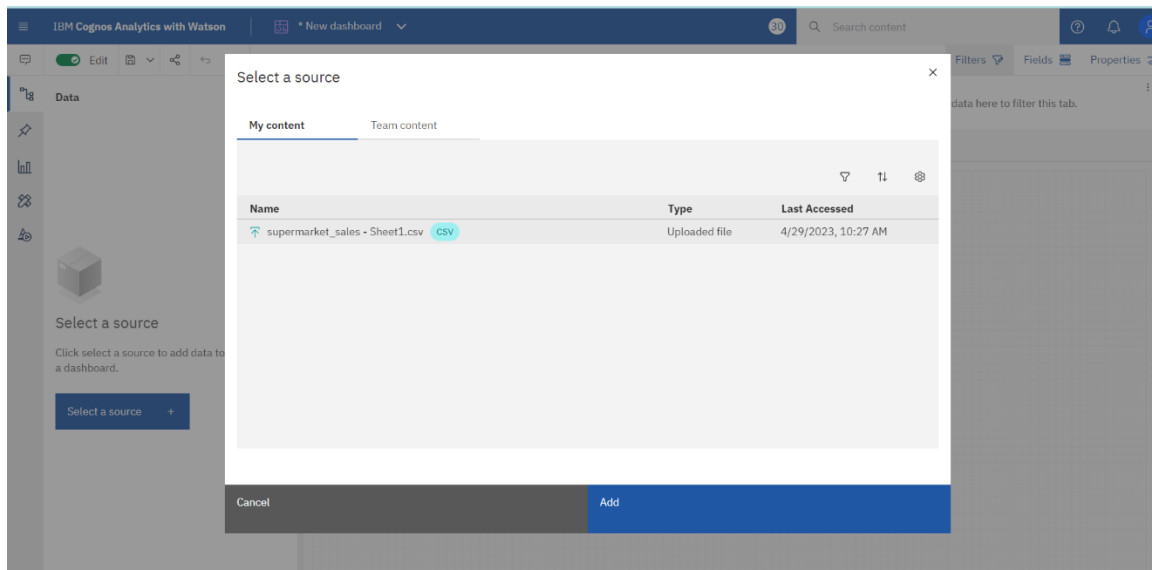 IBM Cognos Analytics with Watson
* New dashboard
30
Search content
Edit
Filters
Fields
Properties
Data
data here to filter this tab.
Select a source
My content
Team content
Name Type Last Accessed
supermarket_sales - Sheet1.csv CSV Uploaded file 4/29/2023, 10:27 AM
Select a source
Click select a source to add data to
a dashboard.
Select a source +
Cancel
Add